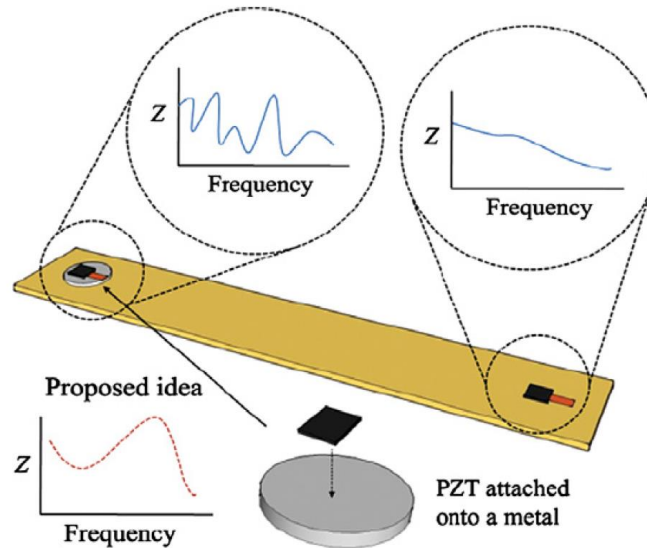 Z
Frequency
Z
Frequency
Proposed idea
Z
Frequency
PZT attached
onto a metal